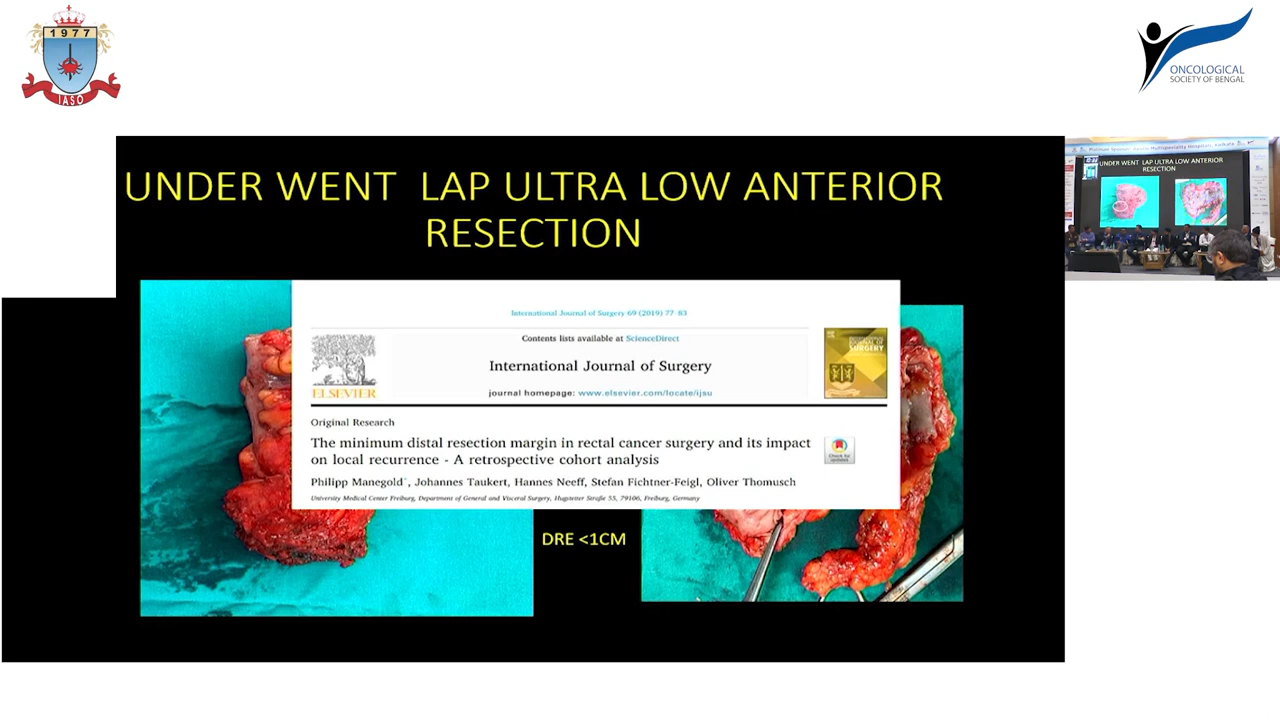 1977
IASO
ONCOLOGICAL
SOCIETY OF BENGAL
UNDER WENT LAP ULTRA LOW ANTERIOR
RESECTION
International Journal of Surgery 69 (2019) 77–83
Contents lists available at ScienceDirect
International Journal of Surgery
journal homepage: www.elsevier.com/locate/ijsu
ELSEVIER
Original Research
The minimum distal resection margin in rectal cancer surgery and its impact
on local recurrence - A retrospective cohort analysis
Check for
updates
Philipp Manegold*, Johannes Taukert, Hannes Neeff, Stefan Fichtner-Feigl, Oliver Thomusch
University Medical Center Freiburg, Department of General and Visceral Surgery, Hugstetter Straße 55, 79106, Freiburg, Germany
DRE <1CM
UNDER WENT LAP ULTRA LOW ANTERIOR
RESECTION